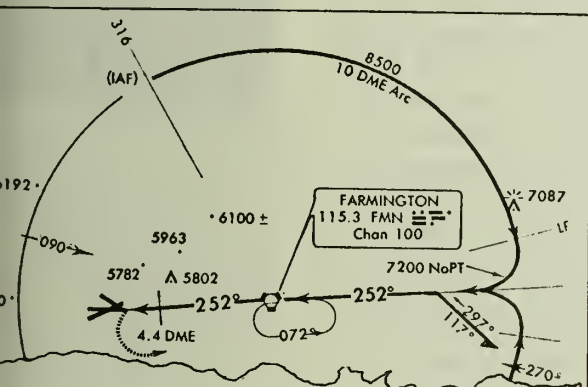 316
(IAF)
8500
10 DME Arc
7087
6100 ±
FARMINGTON
115.3 FMN
Chan 100
LF
090
5963
5782
5802
7200 NoPT
252°
252°
4.4 DME
072°
297°
117°
270